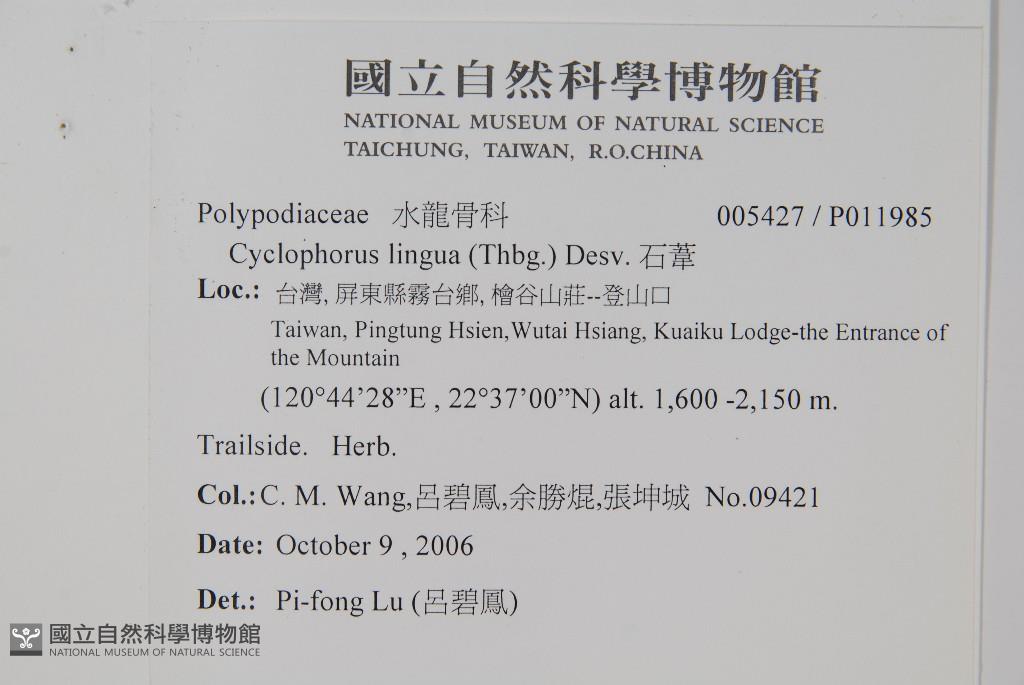 國立自然科學博物館
NATIONAL MUSEUM OF NATURAL SCIENCE
TAICHUNG, TAIWAN, R.O.CHINA
Polypodiaceae 水龍骨科 005427 / P011985
Cyclophorus lingua (Thbg.) Desv. 石葦
Loc.: 台灣, 屏東縣霧台鄉, 檜谷山莊--登山口
Taiwan, Pingtung Hsien,Wutai Hsiang, Kuaiku Lodge-the Entrance of
the Mountain
(120°44’28”E , 22°37’00”N) alt. 1,600 -2,150 m.
Trailside. Herb.
Col.: C. M. Wang,呂碧鳳,余勝焜,張坤城 No.09421
Date: October 9 , 2006
Det.: Pi-fong Lu (呂碧鳳)
國立自然科學博物館
NATIONAL MUSEUM OF NATURAL SCIENCE